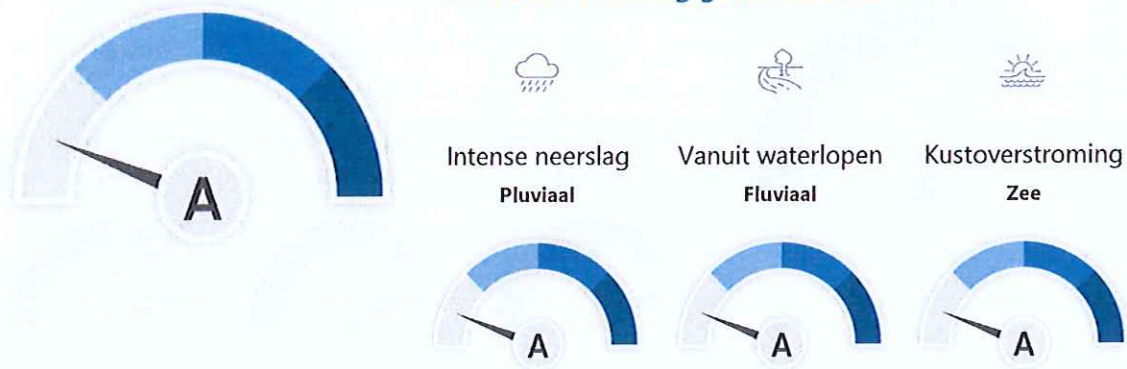 A
Intense neerslag
Pluviaal
A
Vanuit waterlopen
Fluviaal
A
Kustoverstroming
Zee
A